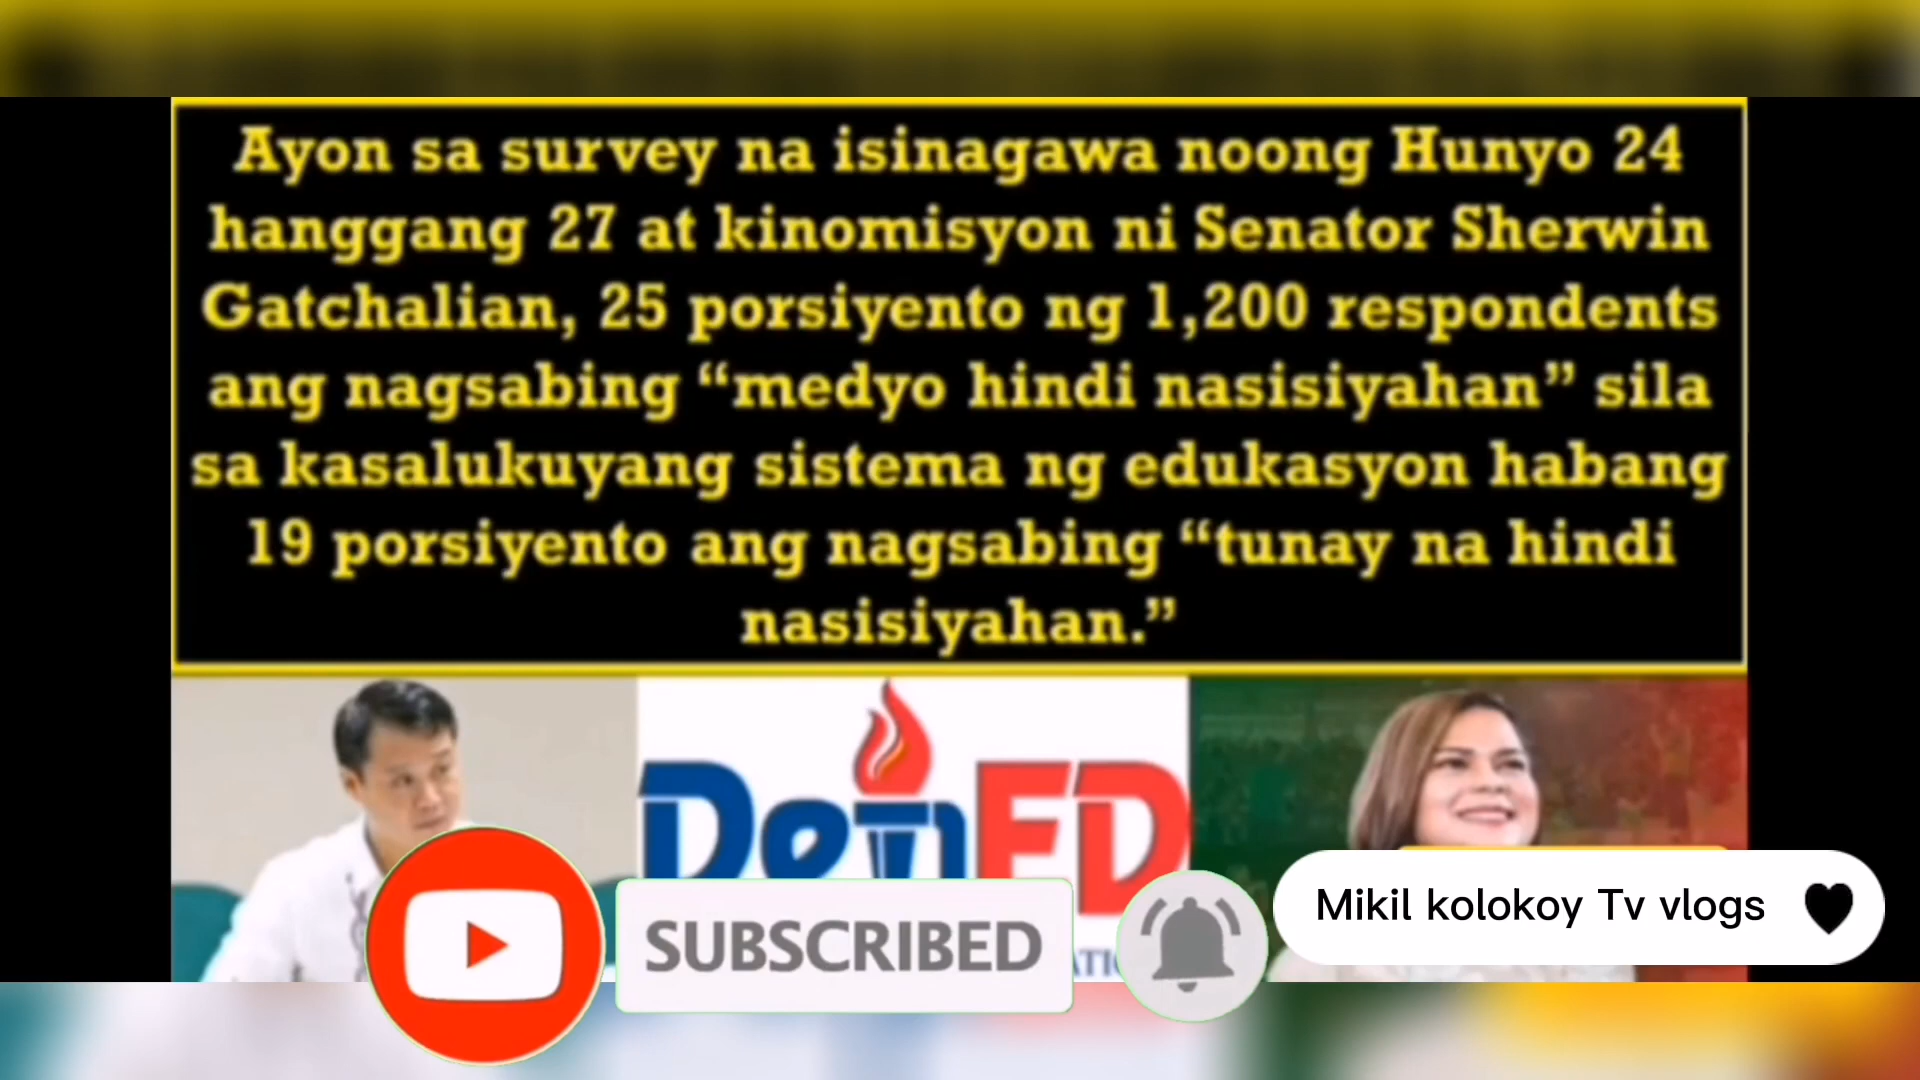 Ayon sa survey na isinagawa noong Hunyo 24
hanggang 27 at kinomisyon ni Senator Sherwin
Gatchalian, 25 porsiyento ng 1,200 respondents
ang nagsabing “medyo hindi nasisiyahan” sila
sa kasalukuyang sistema ng edukasyon habang
19 porsiyento ang nagsabing “tunay na hindi
nasisiyahan.”
DepED
SUBSCRIBED
Mikil kolokoy Tv vlogs